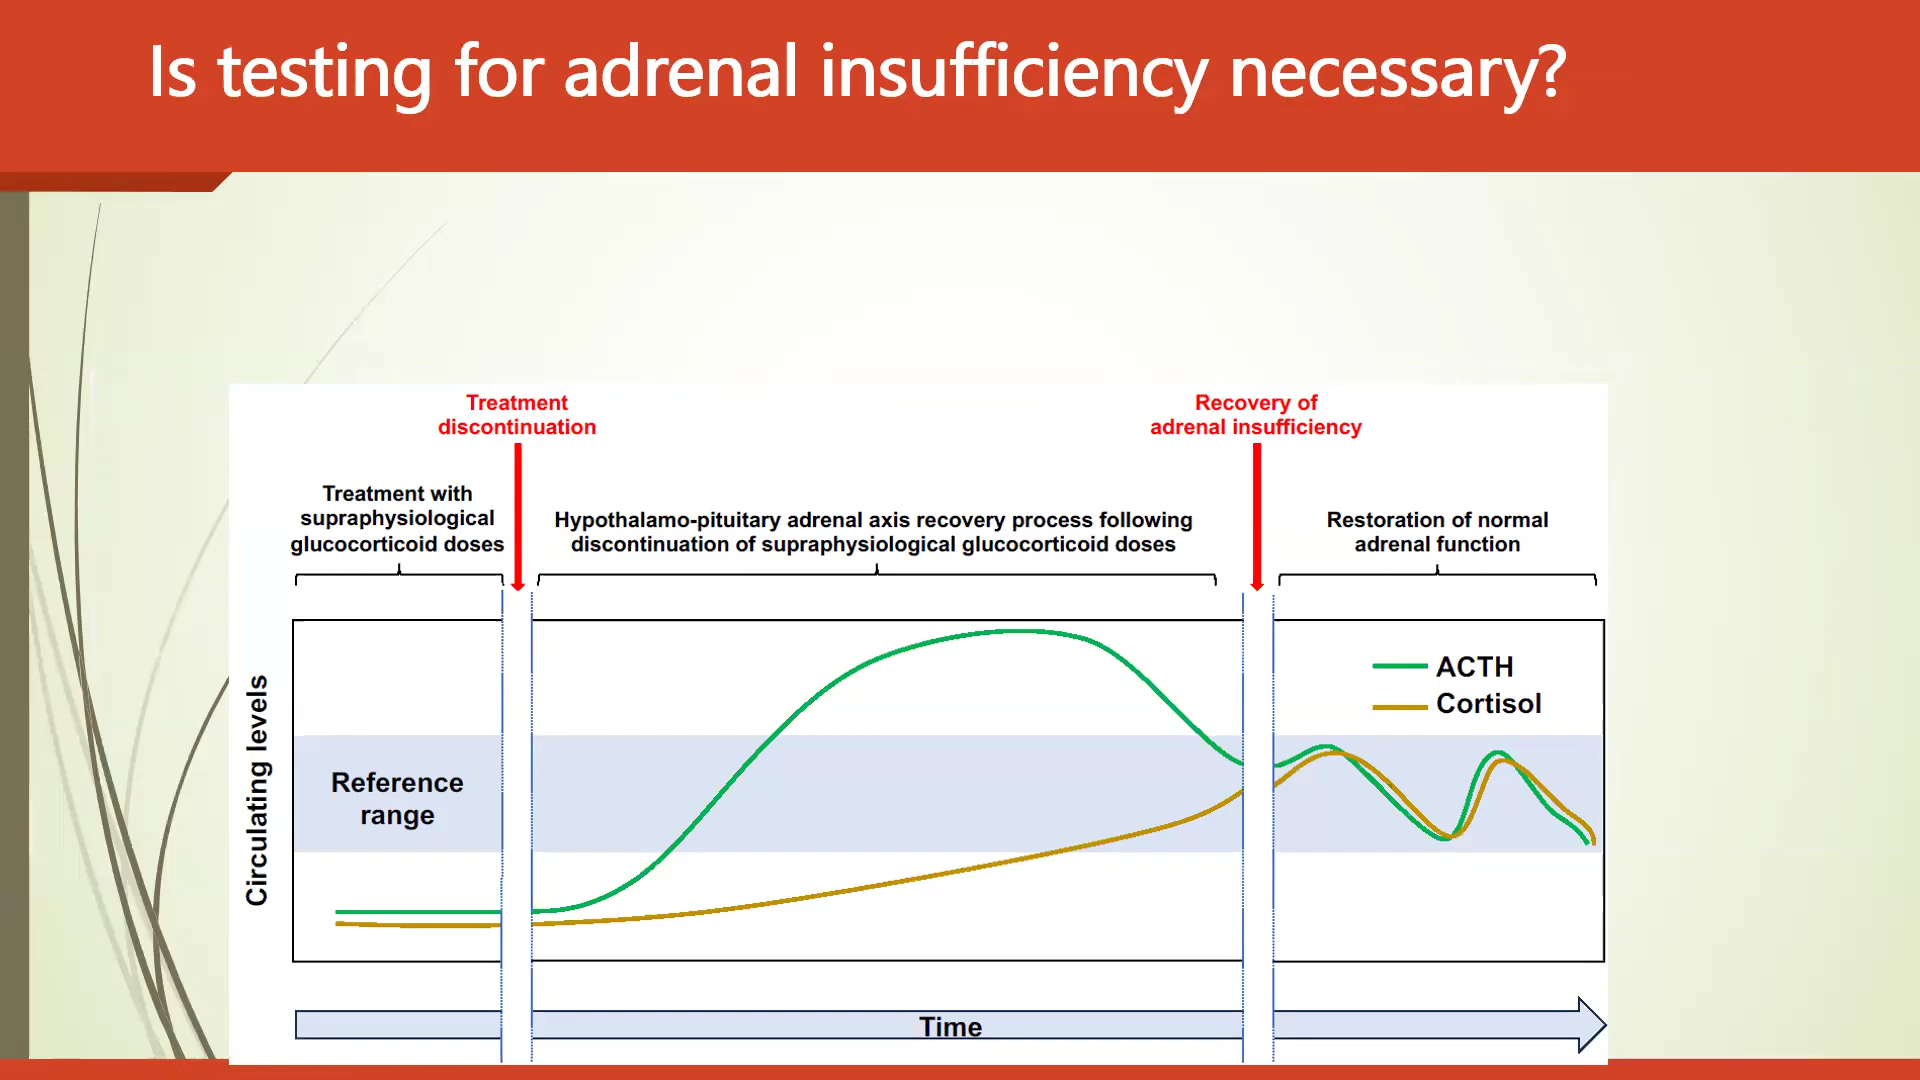 Is testing for adrenal insufficiency necessary?
Treatment
discontinuation
Recovery of
adrenal insufficiency
Treatment with
supraphysiological
glucocorticoid doses
Hypothalamo-pituitary adrenal axis recovery process following
discontinuation of supraphysiological glucocorticoid doses
Restoration of normal
adrenal function
Circulating levels
Reference
range
ACTH
Cortisol
Time